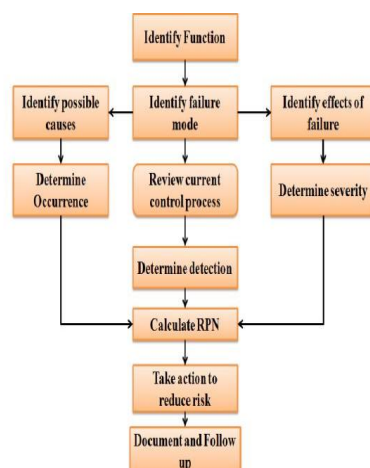 Identify Function
Identify possible
causes
Identify failure
mode
Identify effects of
failure
Determine
Occurrence
Review current
control process
Determine severity
Determine detection
Calculate RPN
Take action to
reduce risk
Document and Follow
up